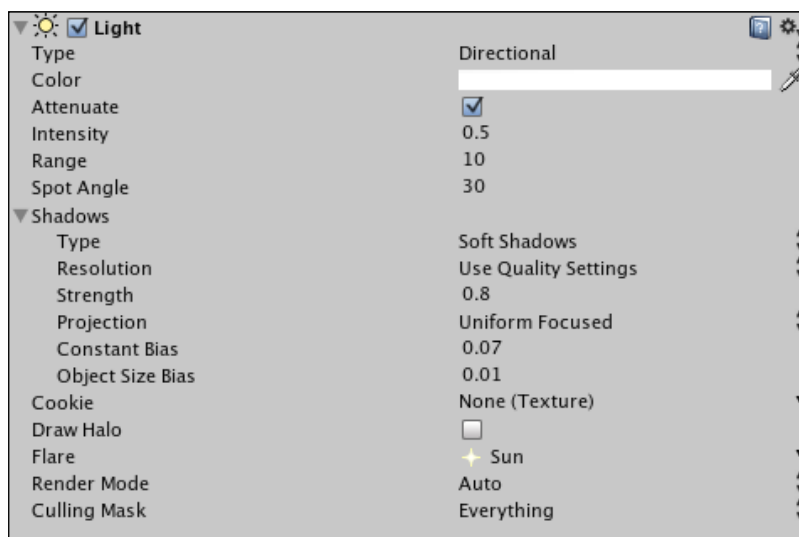 Light
Type Directional
Color
Attenuate
Intensity 0.5
Range 10
Spot Angle 30
Shadows
Type Soft Shadows
Resolution Use Quality Settings
Strength 0.8
Projection Uniform Focused
Constant Bias 0.07
Object Size Bias 0.01
Cookie None (Texture)
Draw Halo
Flare Sun
Render Mode Auto
Culling Mask Everything